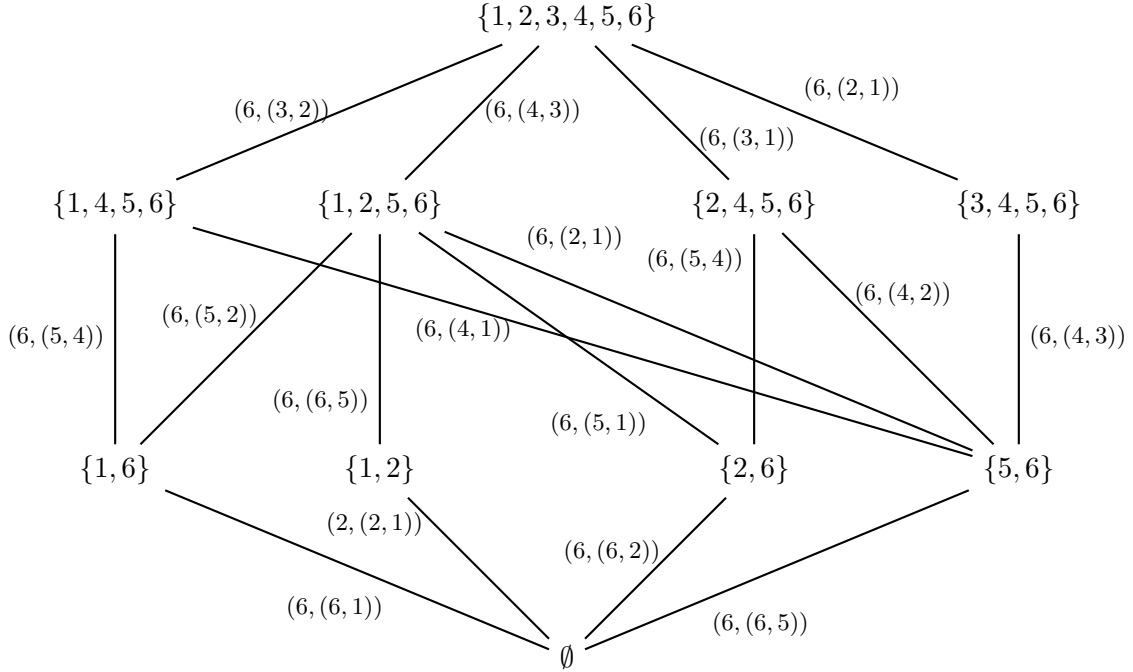 {1, 2, 3, 4, 5, 6}
(6, (2, 1))
(6, (3, 2))
(6, (4, 3))
(6, (3, 1))
{1, 4, 5, 6}
{1, 2, 5, 6}
{2, 4, 5, 6}
{3, 4, 5, 6}
(6, (2, 1))
(6, (5, 4))
(6, (4, 2))
(6, (5, 2))
(6, (4, 1))
(6, (5, 4))
(6, (4, 3))
(6, (6, 5))
(6, (5, 1))
{1, 6}
{1, 2}
{2, 6}
{5, 6}
(2, (2, 1))
(6, (6, 2))
(6, (6, 1))
(6, (6, 5))
∅